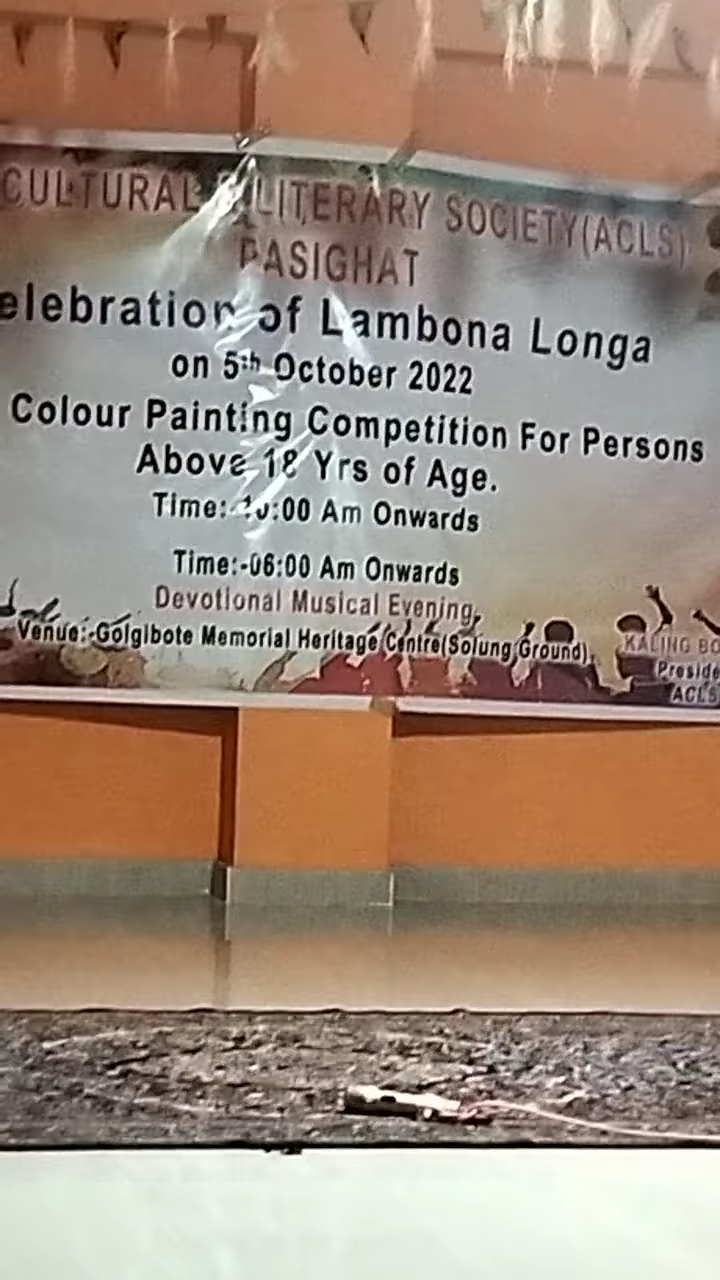 CULTURAL & LITERARY SOCIETY(ACLS)
PASIGHAT
elebration of Lambona Longa
on 5th October 2022
Colour Painting Competition For Persons
Above 18 Yrs of Age.
Time:-10:00 Am Onwards
Time:-06:00 Am Onwards
Devotional Musical Evening,
Venue:-Golgibote Memorial Heritage Centre(Solung Ground).
KALING BO
Preside
ACLS